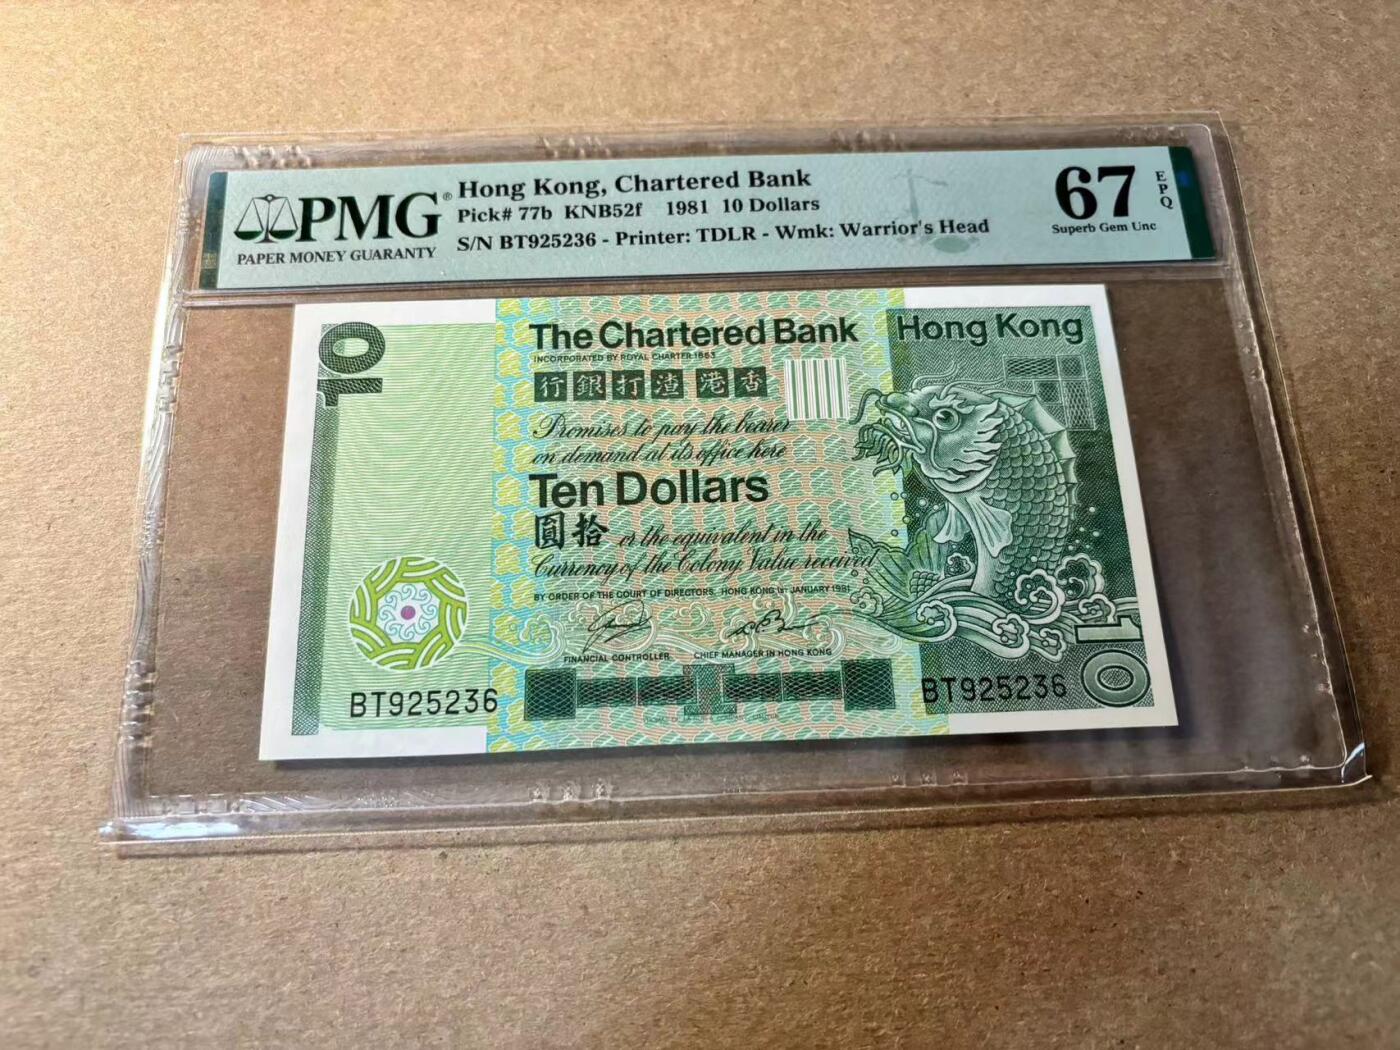 PMG®
PAPER MONEY GUARANTY
Hong Kong, Chartered Bank
Pick# 77b KNB52f 1981 10 Dollars
S/N BT925236 - Printer: TDLR - Wmk: Warrior's Head
67
EPQ
Superb Gem Unc
10
The Chartered Bank
Hong Kong
INCORPORATED BY ROYAL CHARTER 1853
行銀打渣 港香
Promises to pay the bearer
on demand at its office here
Ten Dollars
圓拾 or the equivalent in the
Currency of the Colony Value received
BY ORDER OF THE COURT OF DIRECTORS. HONG KONG 1ST JANUARY 1981
FINANCIAL CONTROLLER
CHIEF MANAGER IN HONG KONG
BT925236
BT925236
10